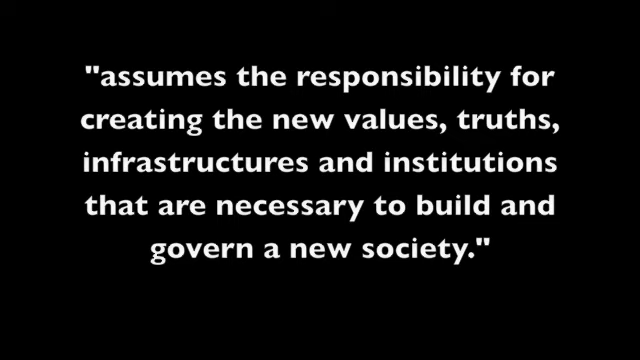 "assumes the responsibility for
creating the new values, truths,
infrastructures and institutions
that are necessary to build and
govern a new society."